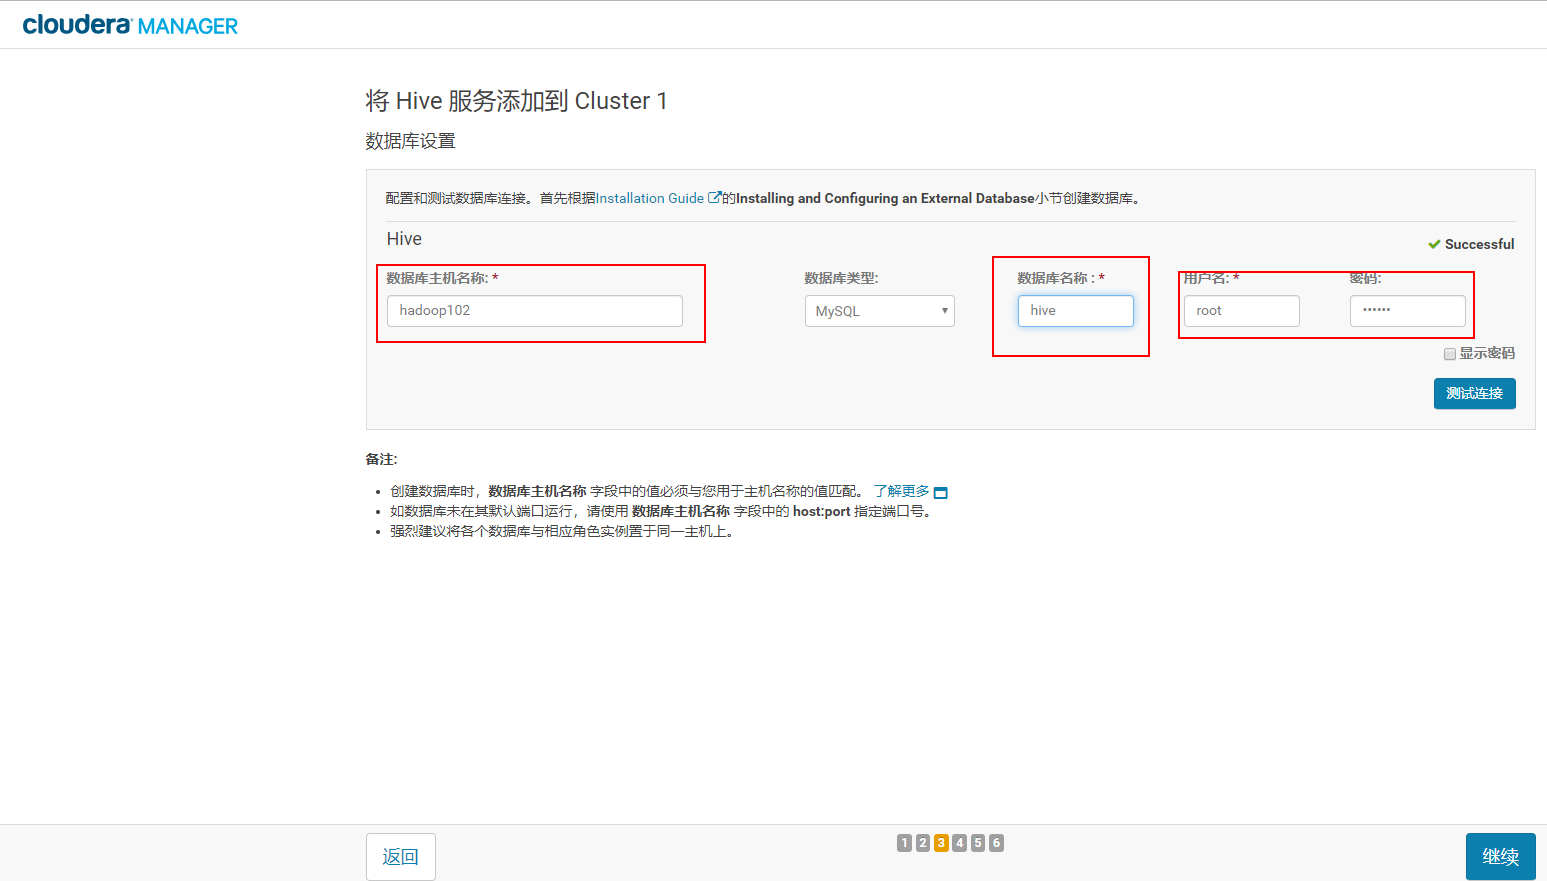 cloudera MANAGER
将 Hive 服务添加到 Cluster 1
数据库设置
配置和测试数据库连接。首先根据Installation Guide的Installing and Configuring an External Database小节创建数据库。
Hive
Successful
数据库主机名称: * 数据库类型: 数据库名称 : * 用户名: * 密码:
hadoop102 MySQL hive root ······
显示密码
测试连接
备注:
• 创建数据库时，数据库主机名称 字段中的值必须与您用于主机名称的值匹配。 了解更多
• 如数据库未在其默认端口运行，请使用 数据库主机名称 字段中的 host:port 指定端口号。
• 强烈建议将各个数据库与相应角色实例置于同一主机上。
返回 1 2 3 4 5 6 继续